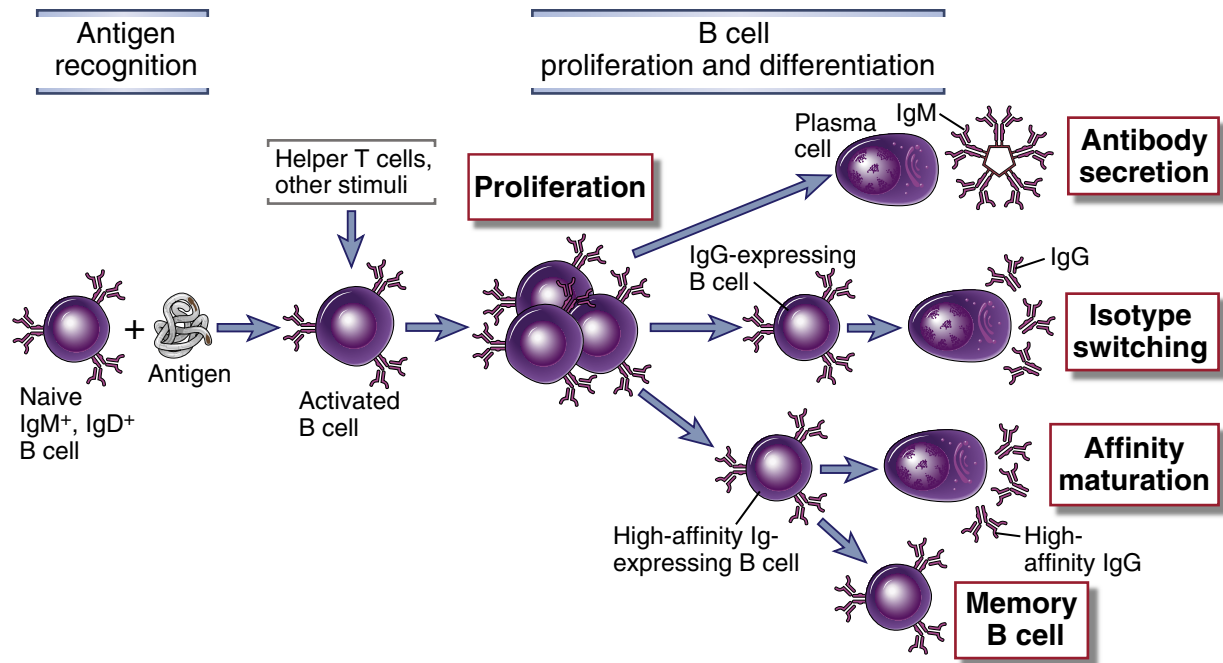 Antigen
recognition
B cell
proliferation and differentiation
Helper T cells,
other stimuli
Proliferation
Plasma
cell
IgM
Antibody
secretion
IgG-expressing
B cell
IgG
Isotype
switching
+
Antigen
Naive
IgM⁺, IgD⁺
B cell
Activated
B cell
Affinity
maturation
High-affinity Ig-
expressing B cell
High-
affinity IgG
Memory
B cell